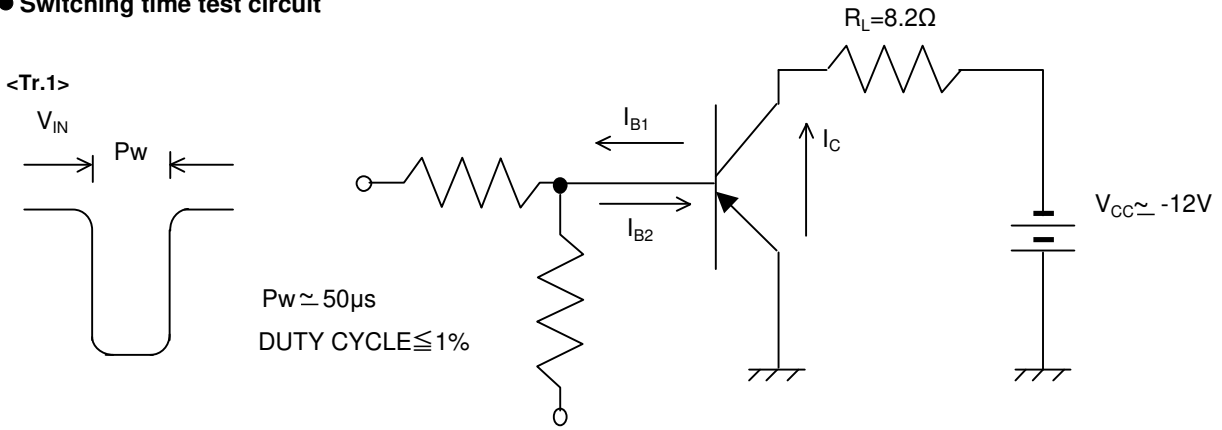 ● Switching time test circuit
R_L=8.2Ω
<Tr.1>
V_IN
Pw
I_B1
I_C
I_B2
V_CC≃ -12V
Pw≃50µs
DUTY CYCLE≦1%